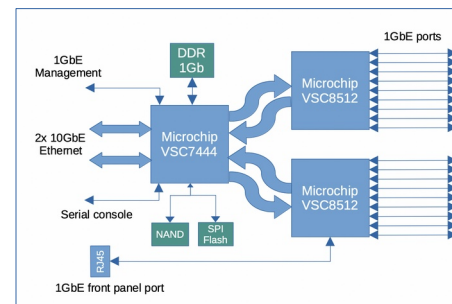 1GbE
Management
DDR
1Gb
1GbE ports
Microchip
VSC8512
2x 10GbE
Ethernet
Microchip
VSC7444
Microchip
VSC8512
Serial console
NAND
SPI
Flash
RJ45
1GbE front panel port